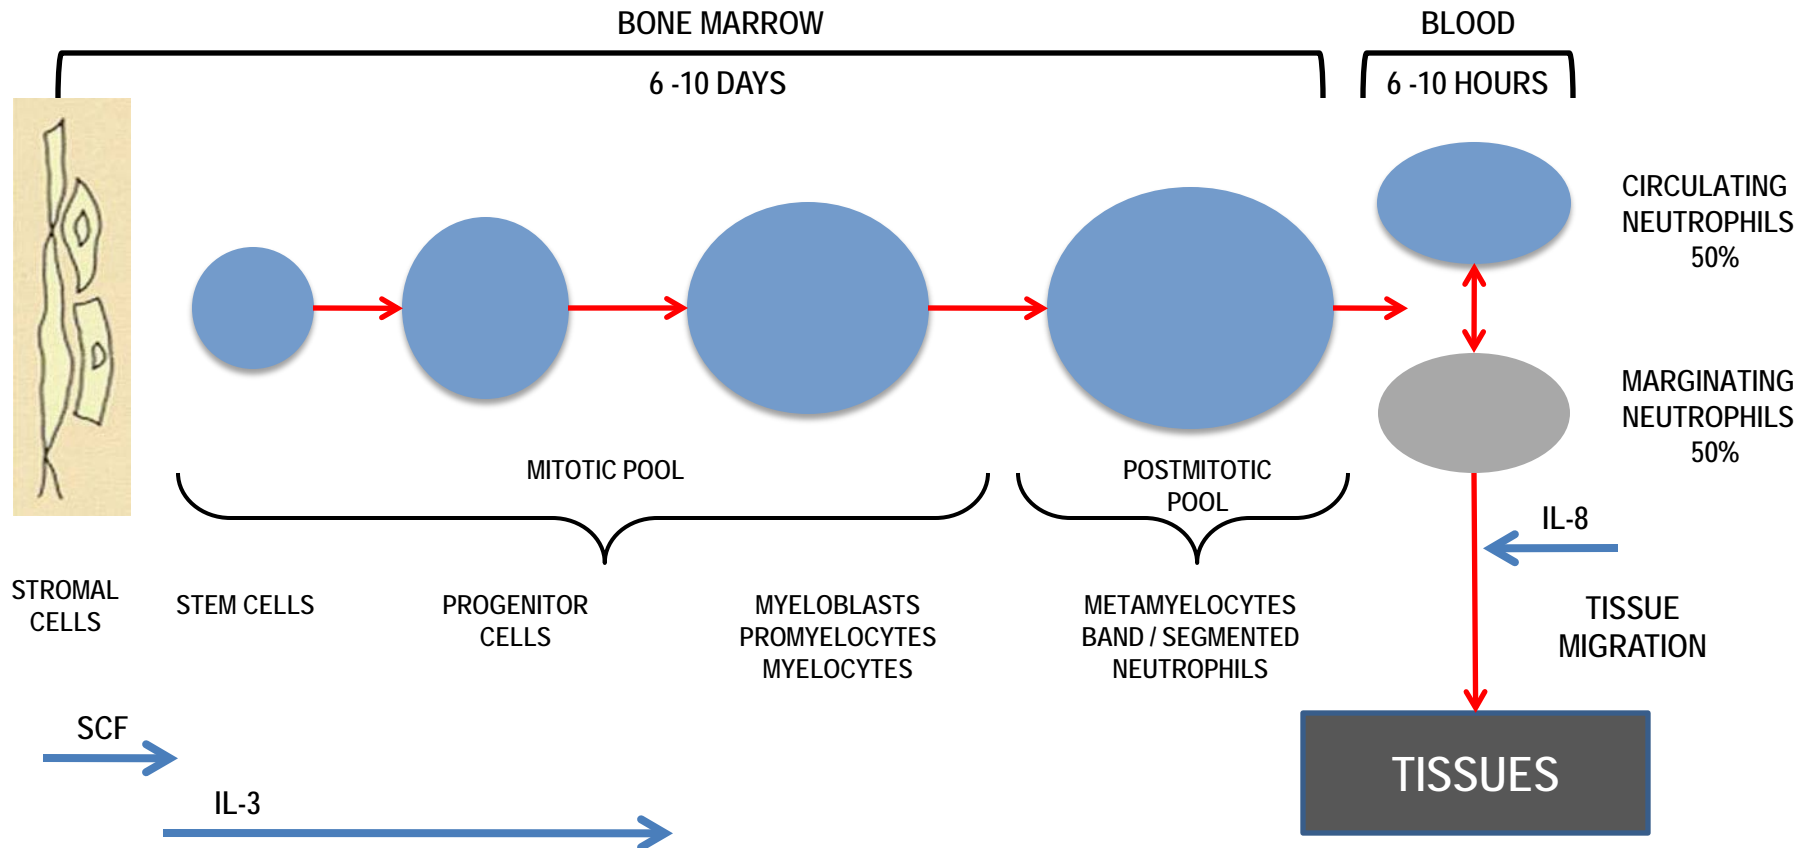 BONE MARROW
BLOOD
6 -10 DAYS
6 -10 HOURS
CIRCULATING
NEUTROPHILS
50%
MARGINATING
NEUTROPHILS
50%
MITOTIC POOL
POSTMITOTIC
POOL
IL-8
STROMAL
CELLS
STEM CELLS
PROGENITOR
CELLS
MYELOBLASTS
PROMYELOCYTES
MYELOCYTES
METAMYELOCYTES
BAND / SEGMENTED
NEUTROPHILS
TISSUE
MIGRATION
SCF
IL-3
TISSUES